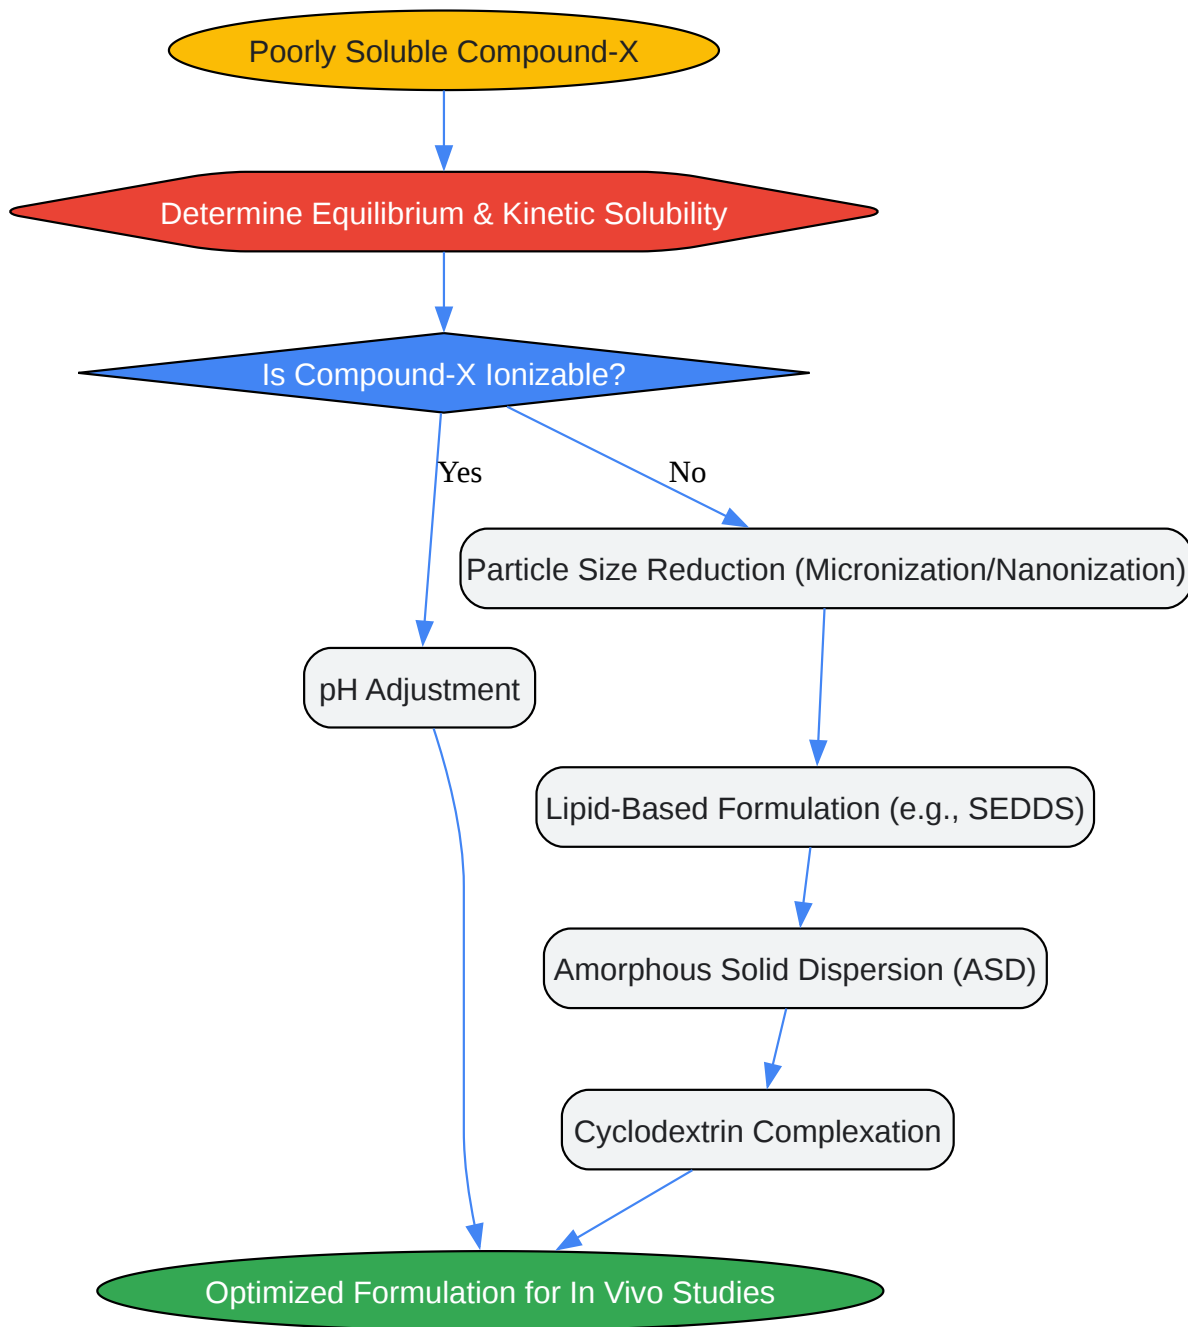 Poorly Soluble Compound-X
Determine Equilibrium & Kinetic Solubility
Is Compound-X Ionizable?
Yes
No
Particle Size Reduction (Micronization/Nanonization)
pH Adjustment
Lipid-Based Formulation (e.g., SEDDS)
Amorphous Solid Dispersion (ASD)
Cyclodextrin Complexation
Optimized Formulation for In Vivo Studies